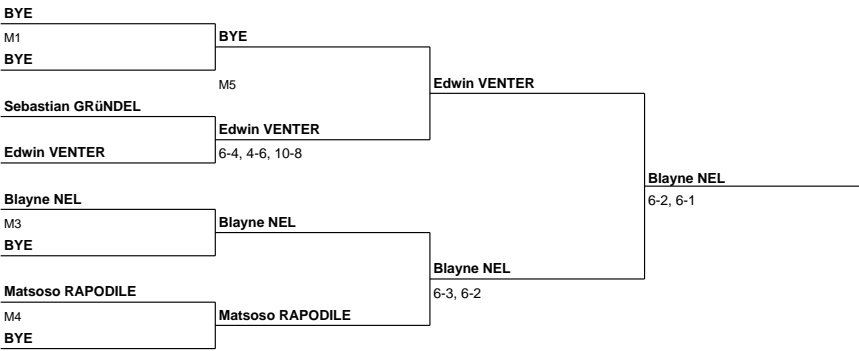 BYE
M1
BYE
BYE
M5
Sebastian GRüNDEL
Edwin VENTER
Edwin VENTER
6-4, 4-6, 10-8
Edwin VENTER
Blayne NEL
M3
BYE
Blayne NEL
Matsoso RAPODILE
M4
BYE
Matsoso RAPODILE
Blayne NEL
6-3, 6-2
Blayne NEL
6-2, 6-1